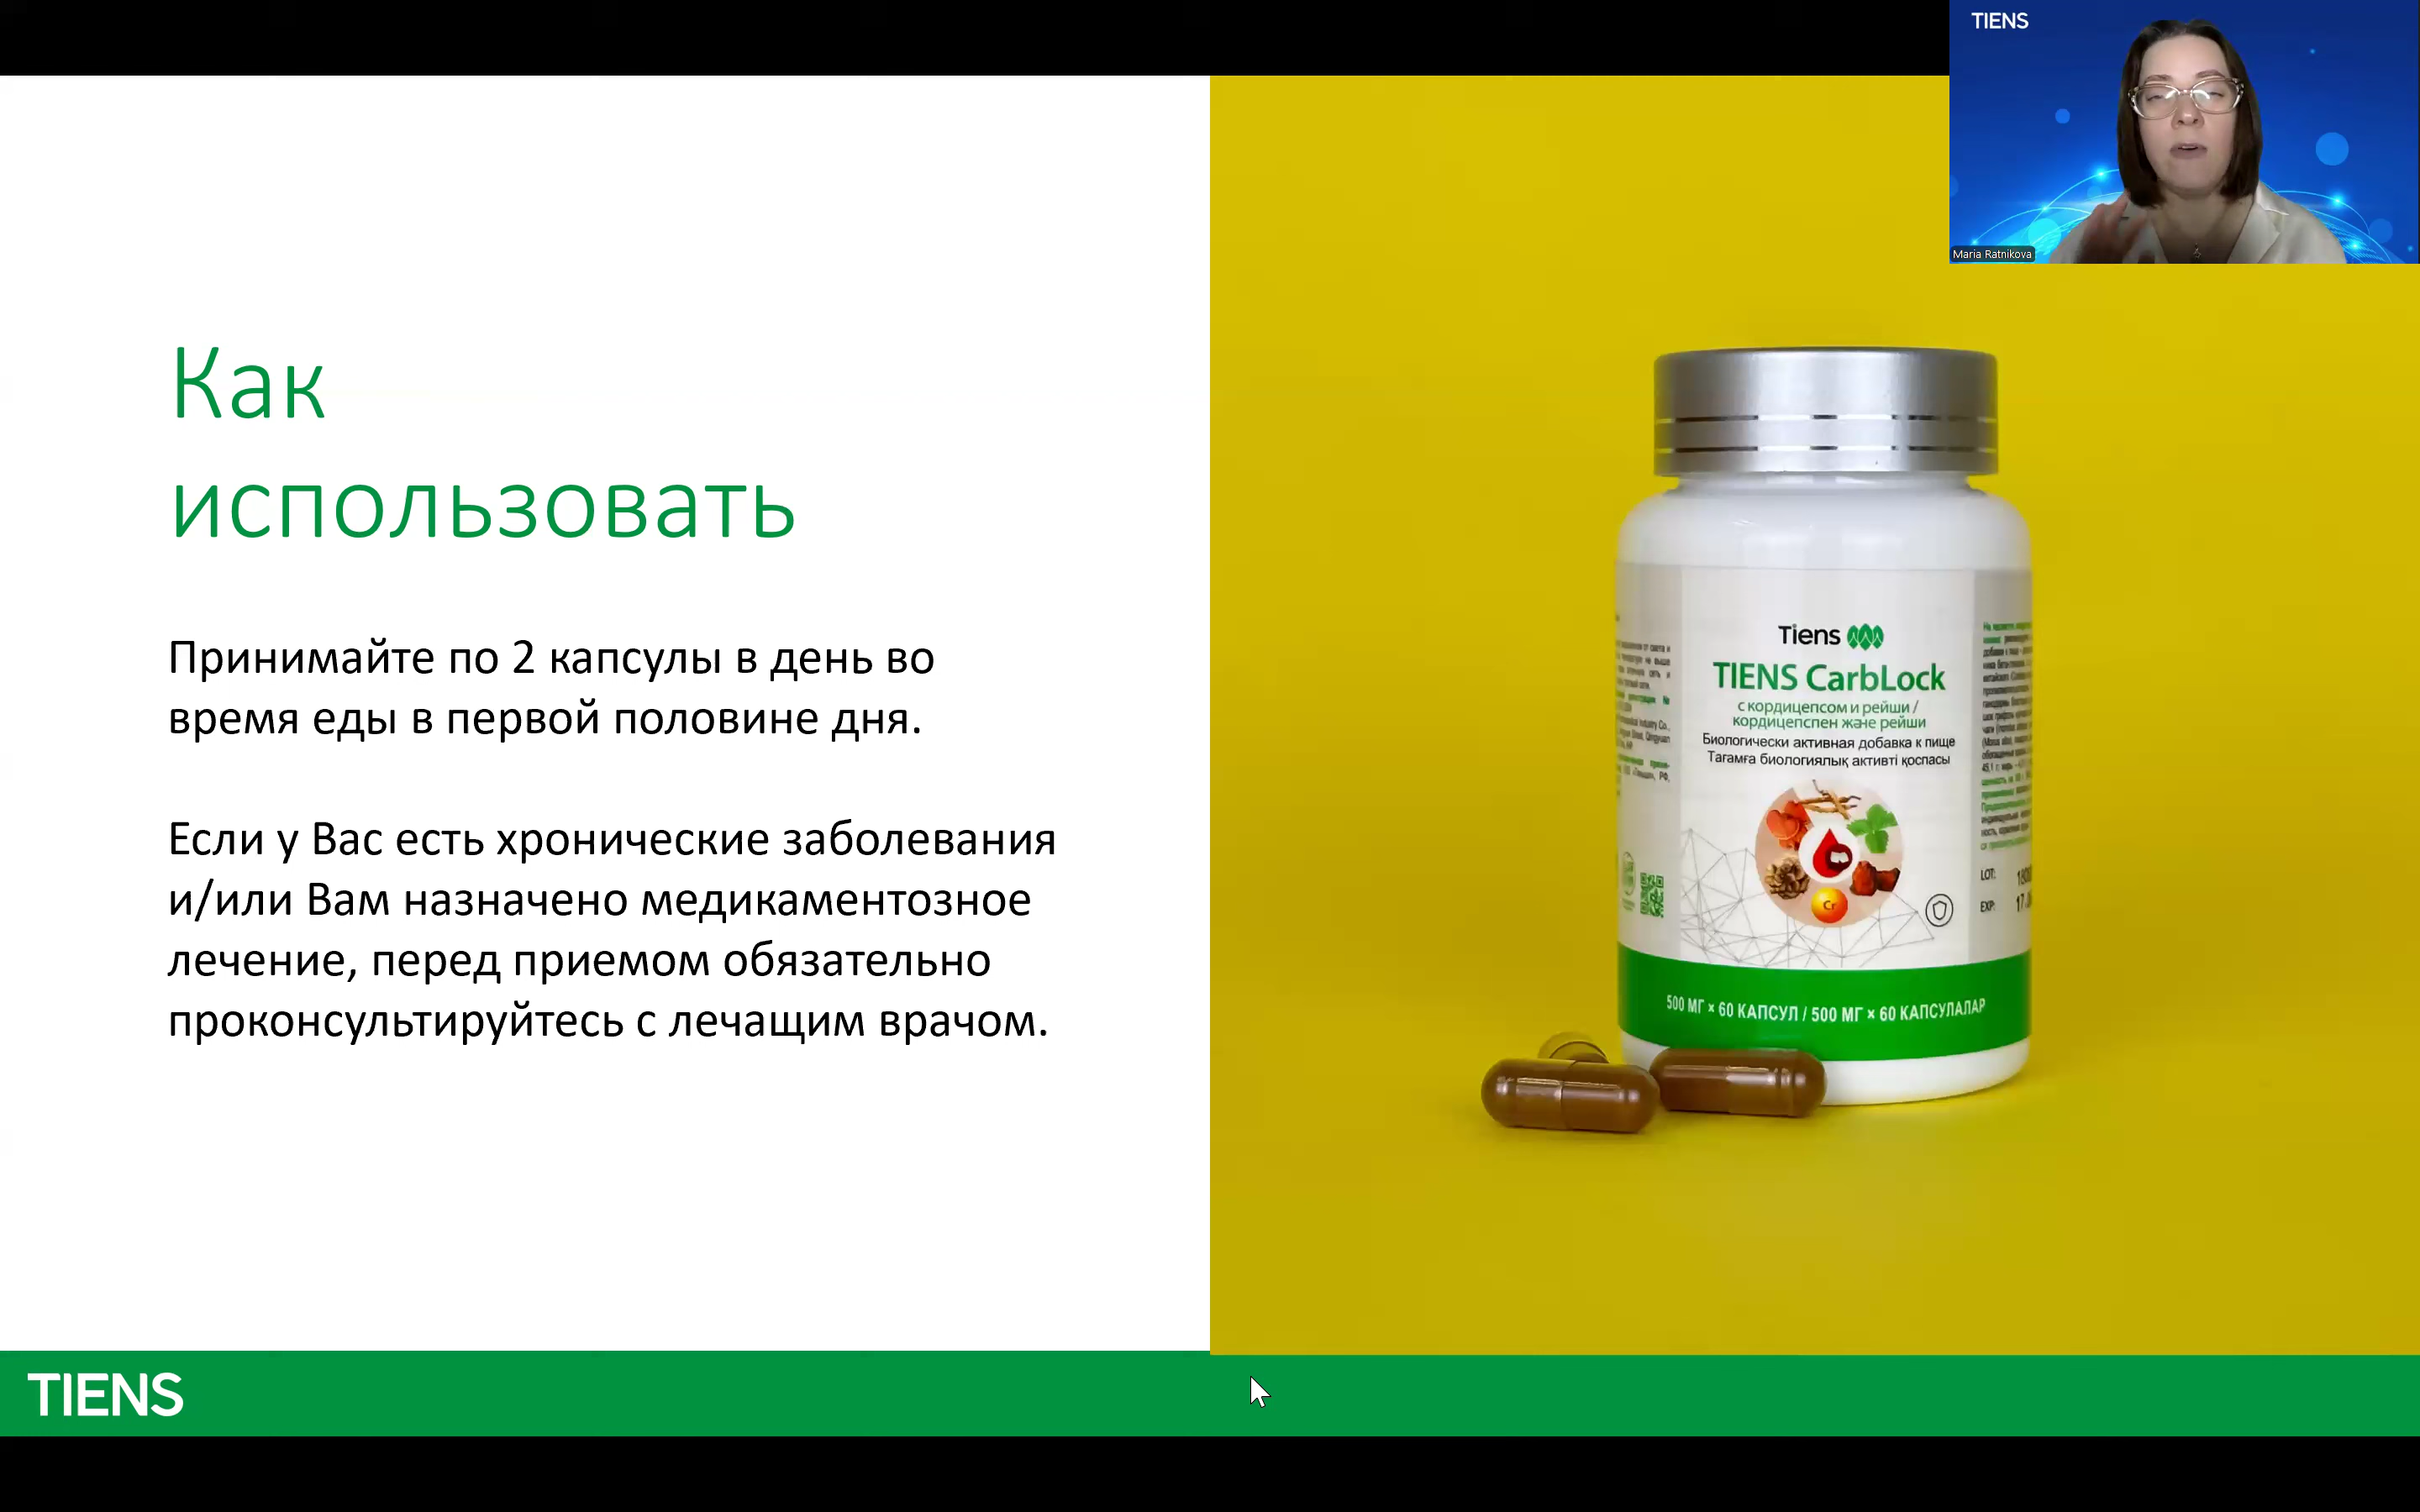 TIENS
Maria Ratnikova
Как
использовать
Принимайте по 2 капсулы в день во
время еды в первой половине дня.
Если у Вас есть хронические заболевания
и/или Вам назначено медикаментозное
лечение, перед приемом обязательно
проконсультируйтесь с лечащим врачом.
Tiens
TIENS CarbLock
с кордицепсом и рейши /
кордицепспен және рейши
Биологически активная добавка к пище
Тағамға биологиялық активті қоспасы
Cr
LOT:
EXP:
500 МГ × 60 КАПСУЛ / 500 МГ × 60 КАПСУЛАЛАР
TIENS